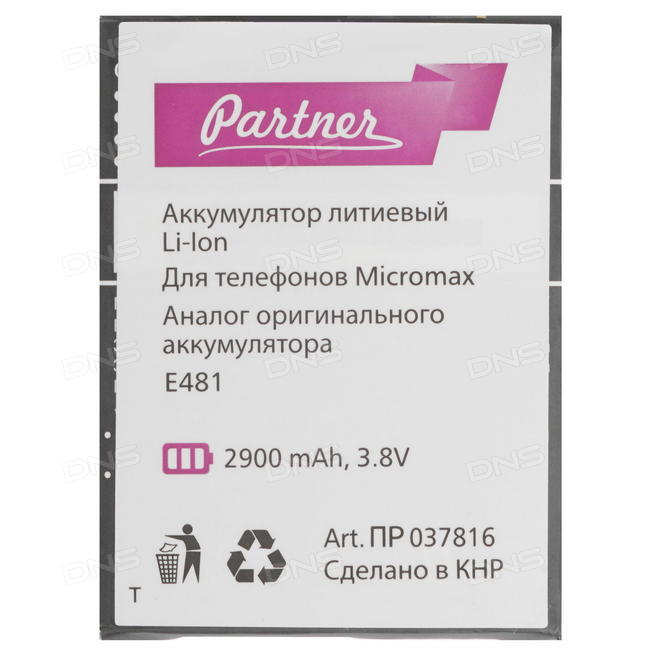 Partner
Аккумулятор литиевый
Li-Ion
Для телефонов Micromax
Аналог оригинального
аккумулятора
E481
2900 mAh, 3.8V
Art. ПР 037816
Сделано в КНР
T
DNS